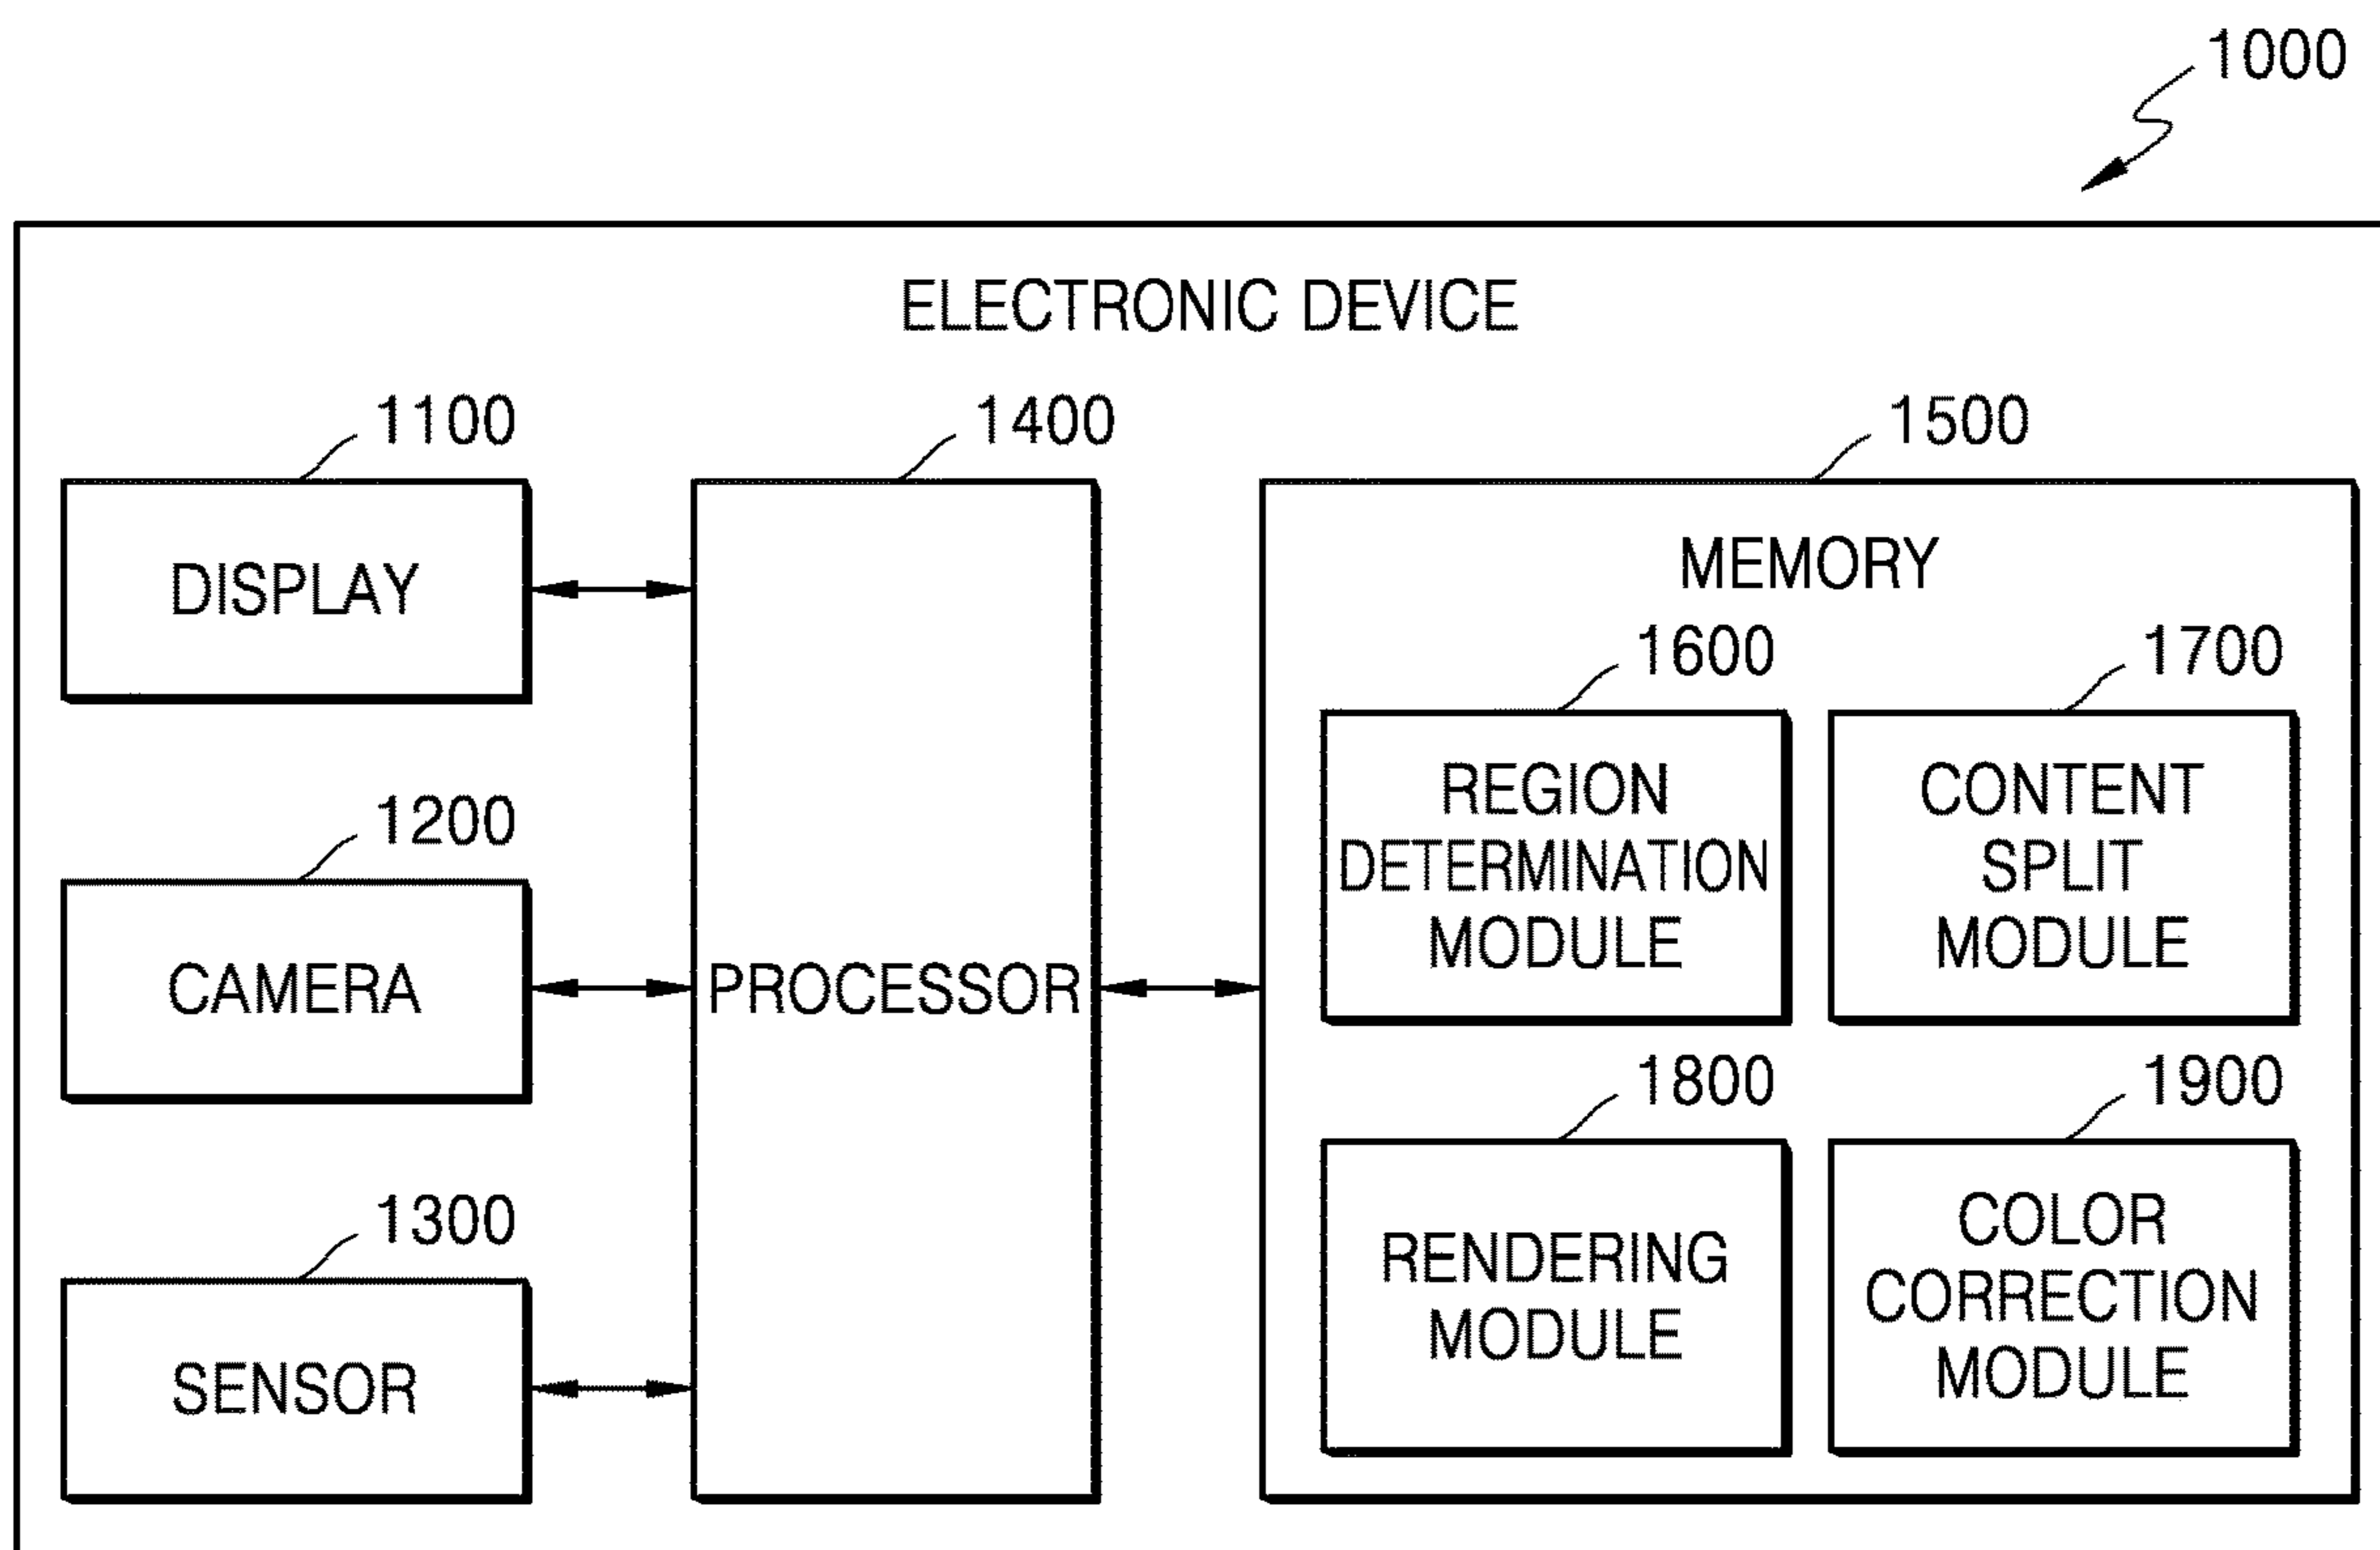 1000
ELECTRONIC DEVICE
1100
DISPLAY
1200
CAMERA
1300
SENSOR
1400
PROCESSOR
1500
MEMORY
1600
REGION
DETERMINATION
MODULE
1700
CONTENT
SPLIT
MODULE
1800
RENDERING
MODULE
1900
COLOR
CORRECTION
MODULE